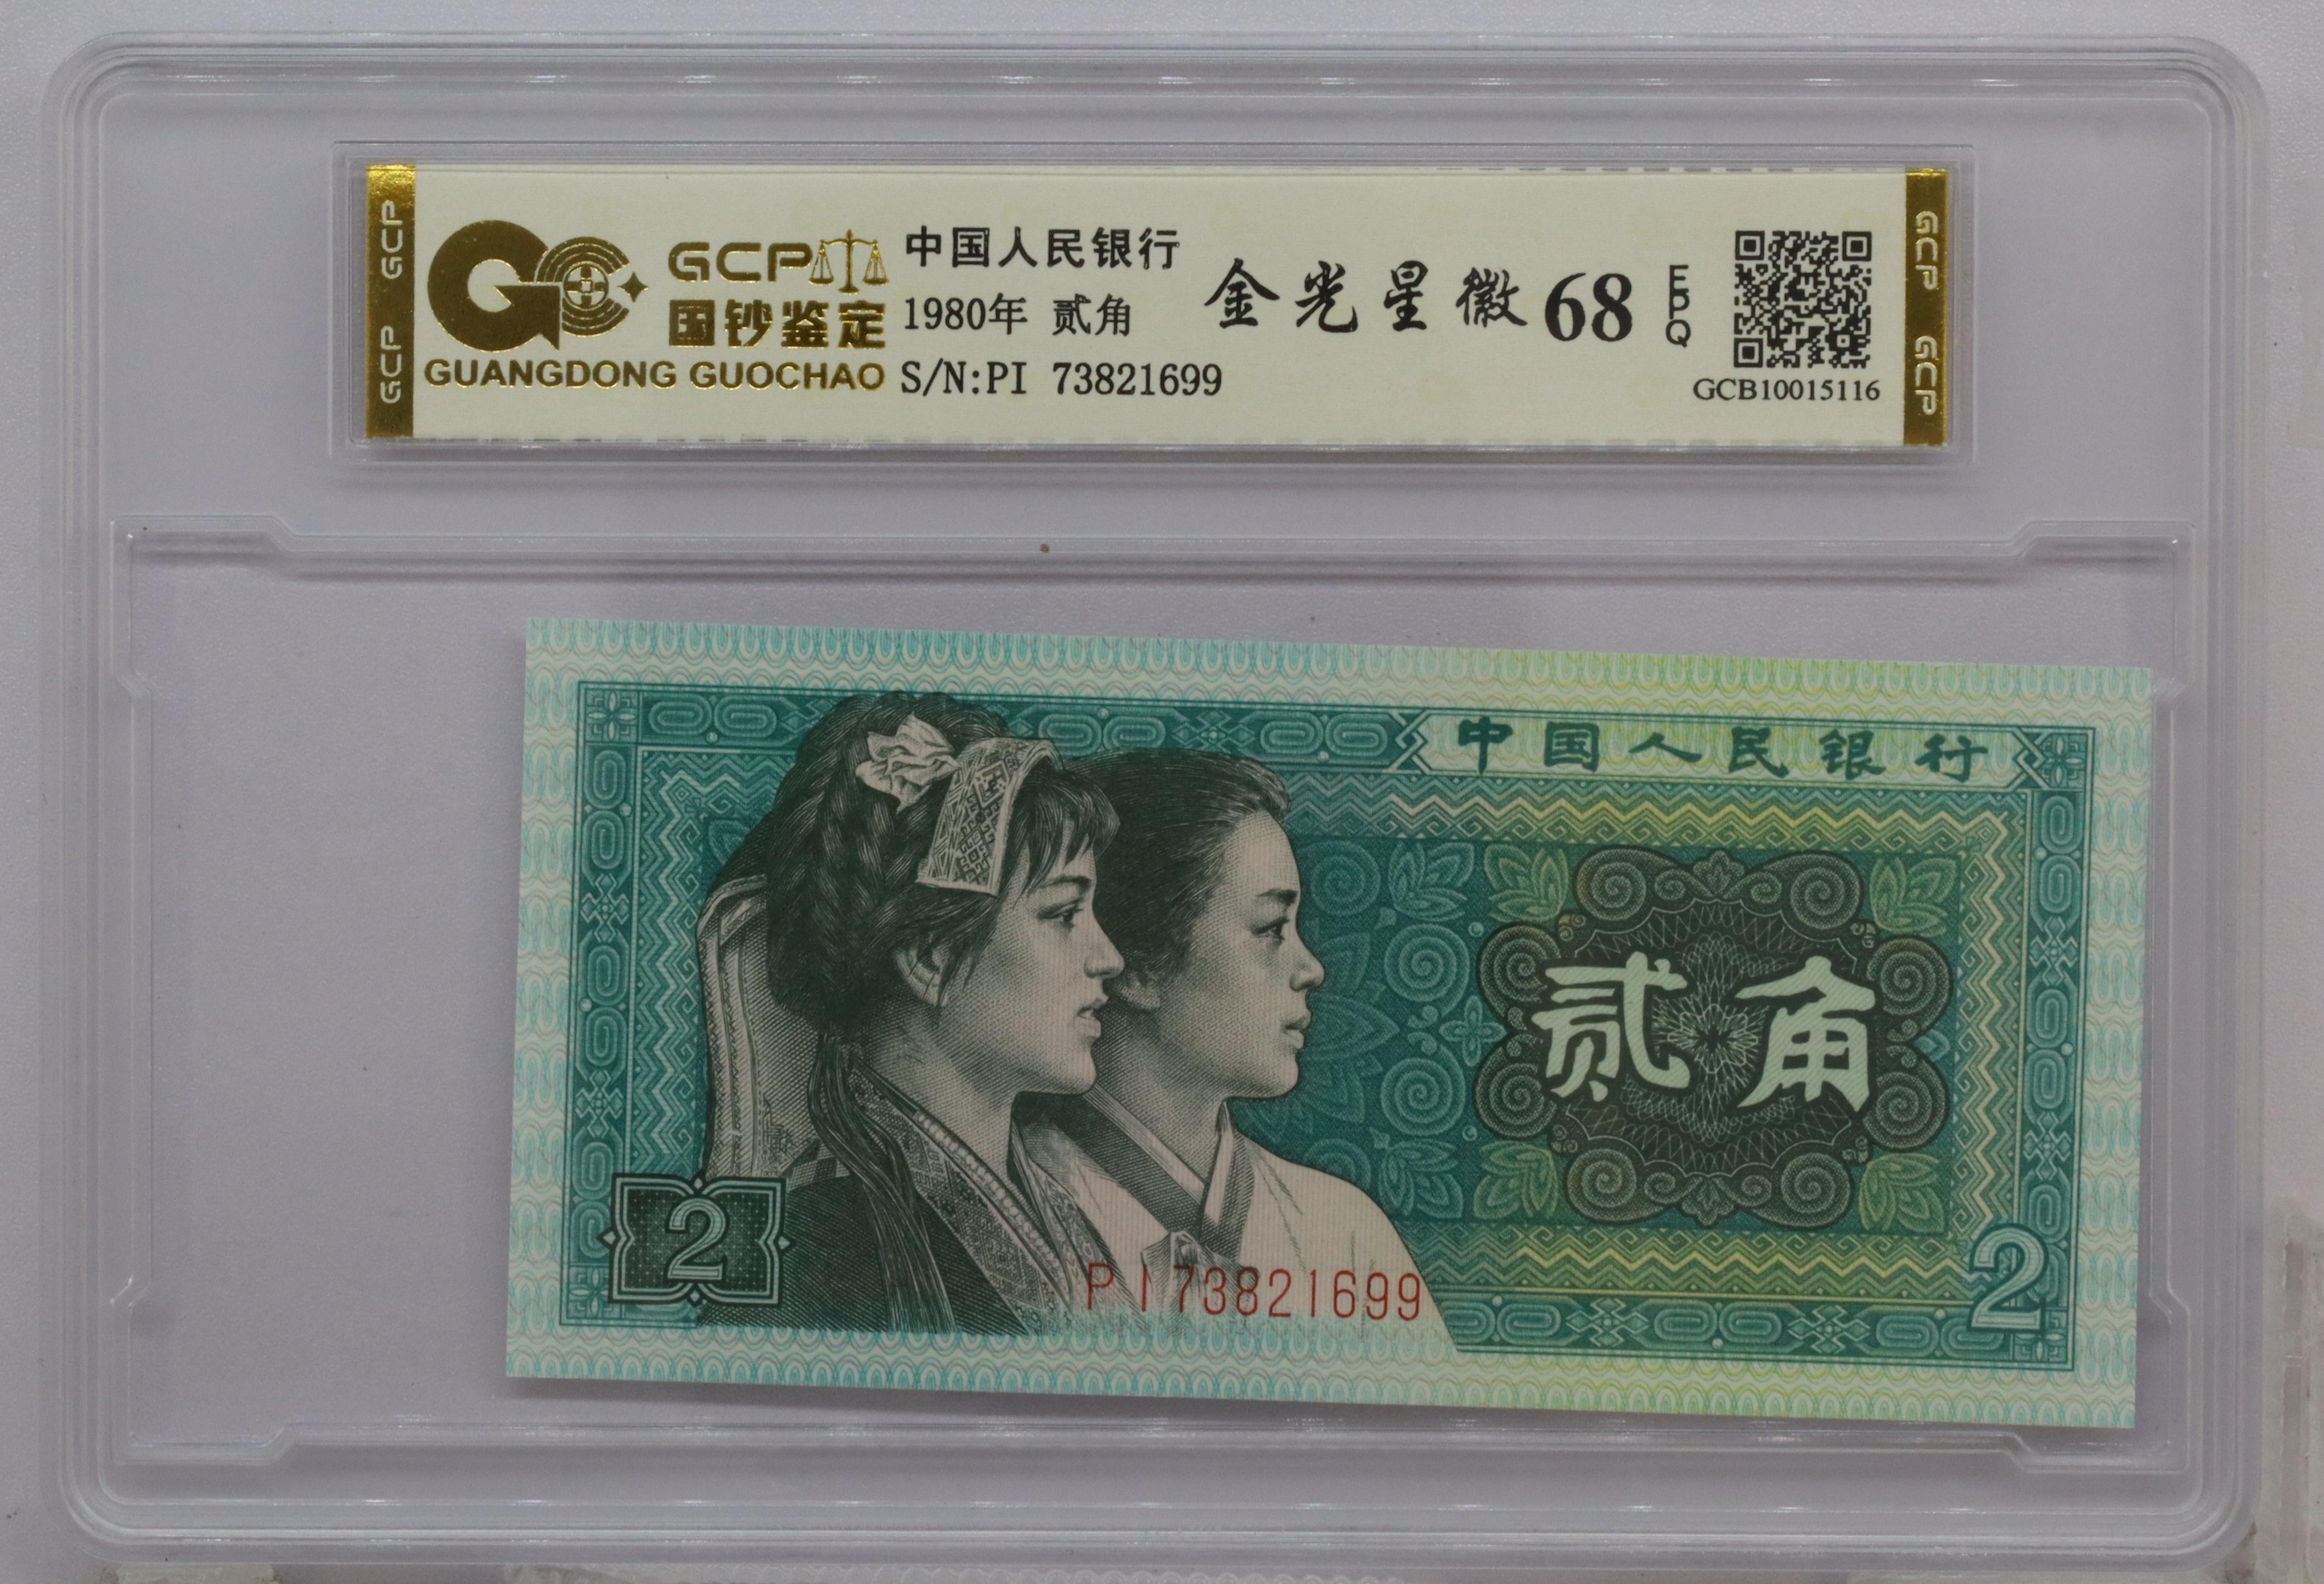 GCP GCP
GCP
国钞鉴定
GUANGDONG GUOCHAO
中国人民银行
1980年 贰角
S/N:PI 73821699
金光星徽 68 EPQ
GCB10015116
GCP GCP
中国人民银行
贰角
2
PI73821699
2